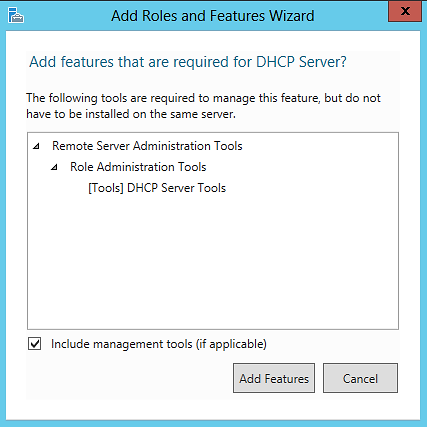 Add Roles and Features Wizard
x
Add features that are required for DHCP Server?
The following tools are required to manage this feature, but do not
have to be installed on the same server.
Remote Server Administration Tools
Role Administration Tools
[Tools] DHCP Server Tools
Include management tools (if applicable)
Add Features
Cancel